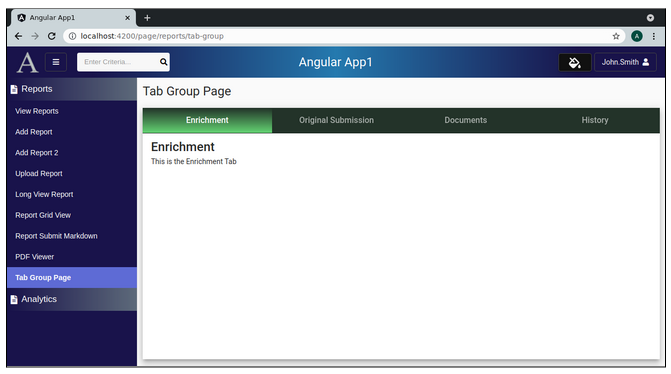 Angular App1
localhost:4200/page/reports/tab-group
A
A
Enter Criteria...
Angular App1
John.Smith
Reports
View Reports
Add Report
Add Report 2
Upload Report
Long View Report
Report Grid View
Report Submit Markdown
PDF Viewer
Tab Group Page
Analytics
Tab Group Page
Enrichment
Original Submission
Documents
History
Enrichment
This is the Enrichment Tab